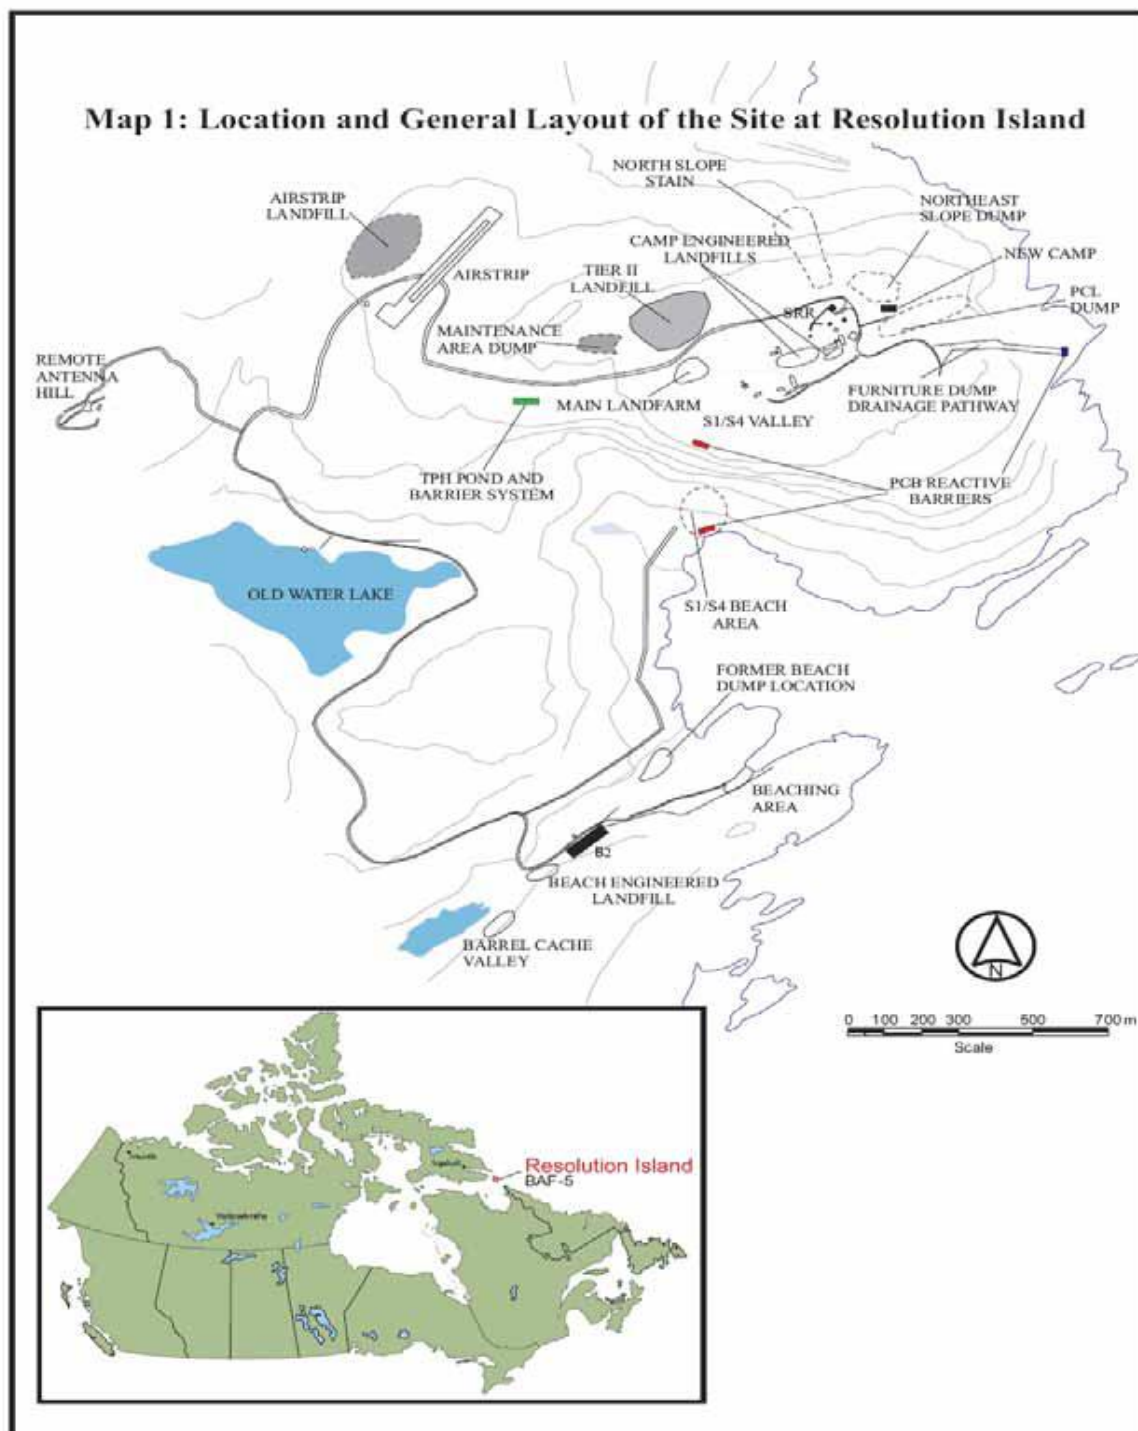 Map 1: Location and General Layout of the Site at Resolution Island
NORTH SLOPE
STAIN
AIRSTRIP
LANDFILL
NORTHEAST
SLOPE DUMP
CAMP ENGINEERED
LANDFILLS
NEW CAMP
AIRSTRIP
TIER II
LANDFILL
PCL
DUMP
SRR
MAINTENANCE
AREA DUMP
REMOTE
ANTENNA
HILL
FURNITURE DUMP
DRAINAGE PATHWAY
MAIN LANDFARM
S1/S4 VALLEY
TPH POND AND
BARRIER SYSTEM
PCB REACTIVE
BARRIERS
OLD WATER LAKE
S1/S4 BEACH
AREA
FORMER BEACH
DUMP LOCATION
BEACHING
AREA
B2
BEACH ENGINEERED
LANDFILL
BARREL CACHE
VALLEY
N
0 100 200 300 500 700 m
Scale
Resolution Island
BAF-5
Yellowknife